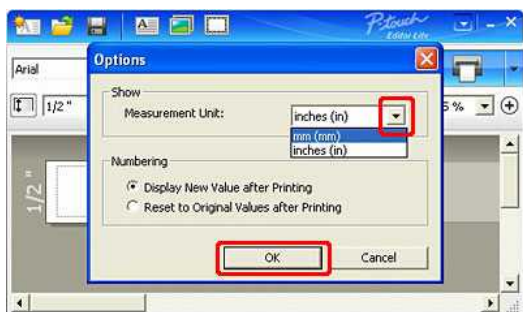 P-touch
Editor Lite
Options
Arial
Show
Measurement Unit:
inches (in)
mm (mm)
inches (in)
1/2 "
5 %
Numbering
Display New Value after Printing
Reset to Original Values after Printing
1/2 "
OK
Cancel